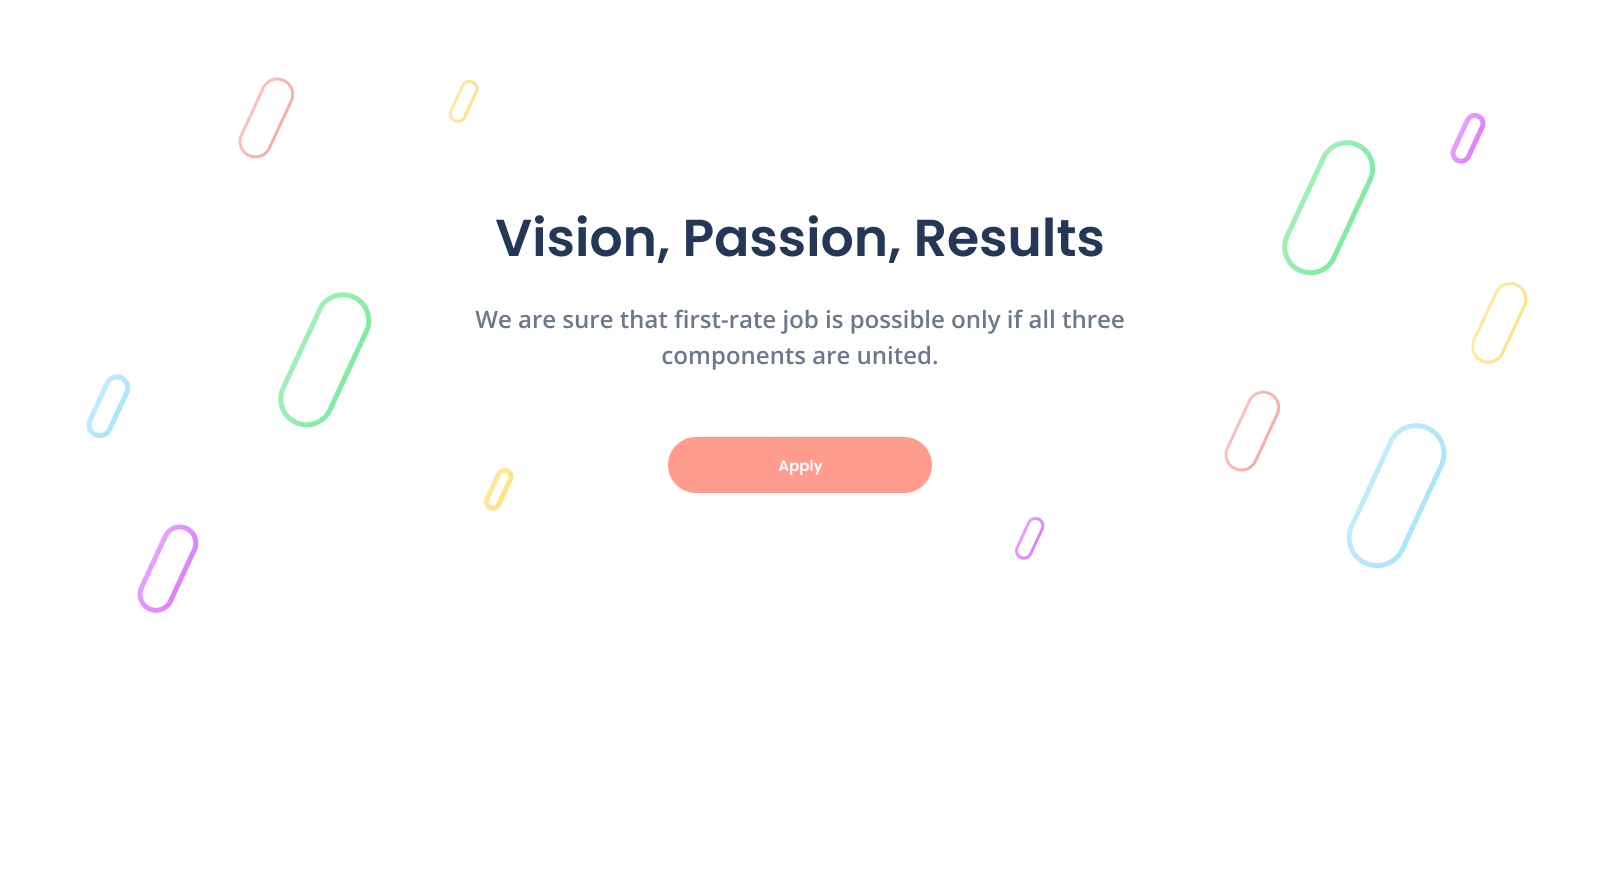 Vision, Passion, Results
We are sure that first-rate job is possible only if all three
components are united.
Apply